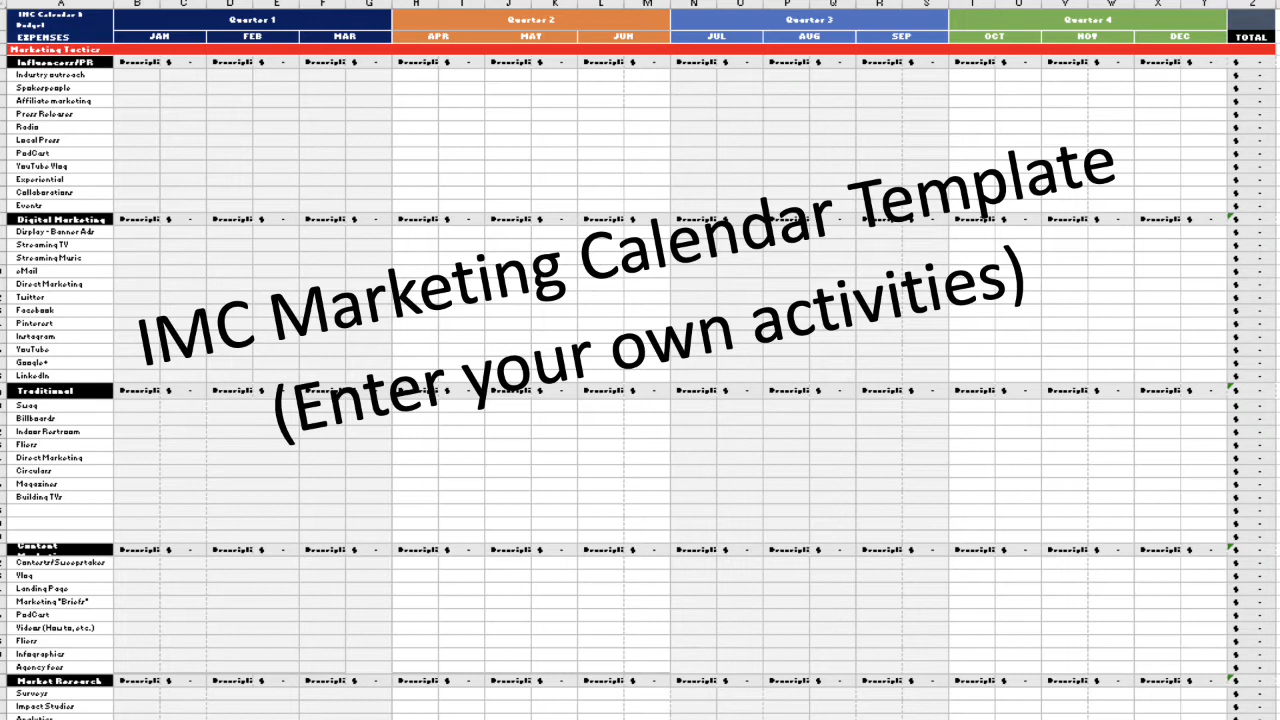 A B C D E F G H I J K L M N O P Q R S T U V W X Y Z
IMC Calendar & Quarter 1 Quarter 2 Quarter 3 Quarter 4
Budget
EXPENSES JAN FEB MAR APR MAY JUN JUL AUG SEP OCT NOV DEC TOTAL
Marketing Tactics
Influencers/PR $ - $ - $ - $ - $ - $ - $ - $ - $ - $ - $ - $ - $ -
Industry outreach $ -
Spokespeople $ -
Affiliate marketing $ -
Press Releases $ -
Radio $ -
Local Press $ -
PodCast $ -
YouTube Vlog $ -
Experiential $ -
Collaborations $ -
Events $ -
Digital Marketing $ - $ - $ - $ - $ - $ - $ - $ - $ - $ - $ - $ - $ -
Display - Banner Ads $ -
Streaming TV $ -
Streaming Music $ -
eMail $ -
Direct Marketing $ -
Twitter $ -
Facebook $ -
Pinterest $ -
Instagram $ -
YouTube $ -
Google+ $ -
LinkedIn $ -
IMC Marketing Calendar Template
(Enter your own activities)
Traditional $ - $ - $ - $ - $ - $ - $ - $ - $ - $ - $ - $ - $ -
Swag $ -
Billboards $ -
Indoor Restroom $ -
Fliers $ -
Direct Marketing $ -
Circulars $ -
Magazines $ -
Building TVs $ -
$ -
$ -
$ -
Content $ - $ - $ - $ - $ - $ - $ - $ - $ - $ - $ - $ - $ -
Contests/Sweepstakes $ -
Vlog $ -
Landing Page $ -
Marketing "Briefs" $ -
PodCast $ -
Videos (How to, etc.) $ -
Fliers $ -
Infographics $ -
Agency fees $ -
Market Research $ - $ - $ - $ - $ - $ - $ - $ - $ - $ - $ - $ - $ -
Surveys $ -
Impact Studies $ -
Analytics